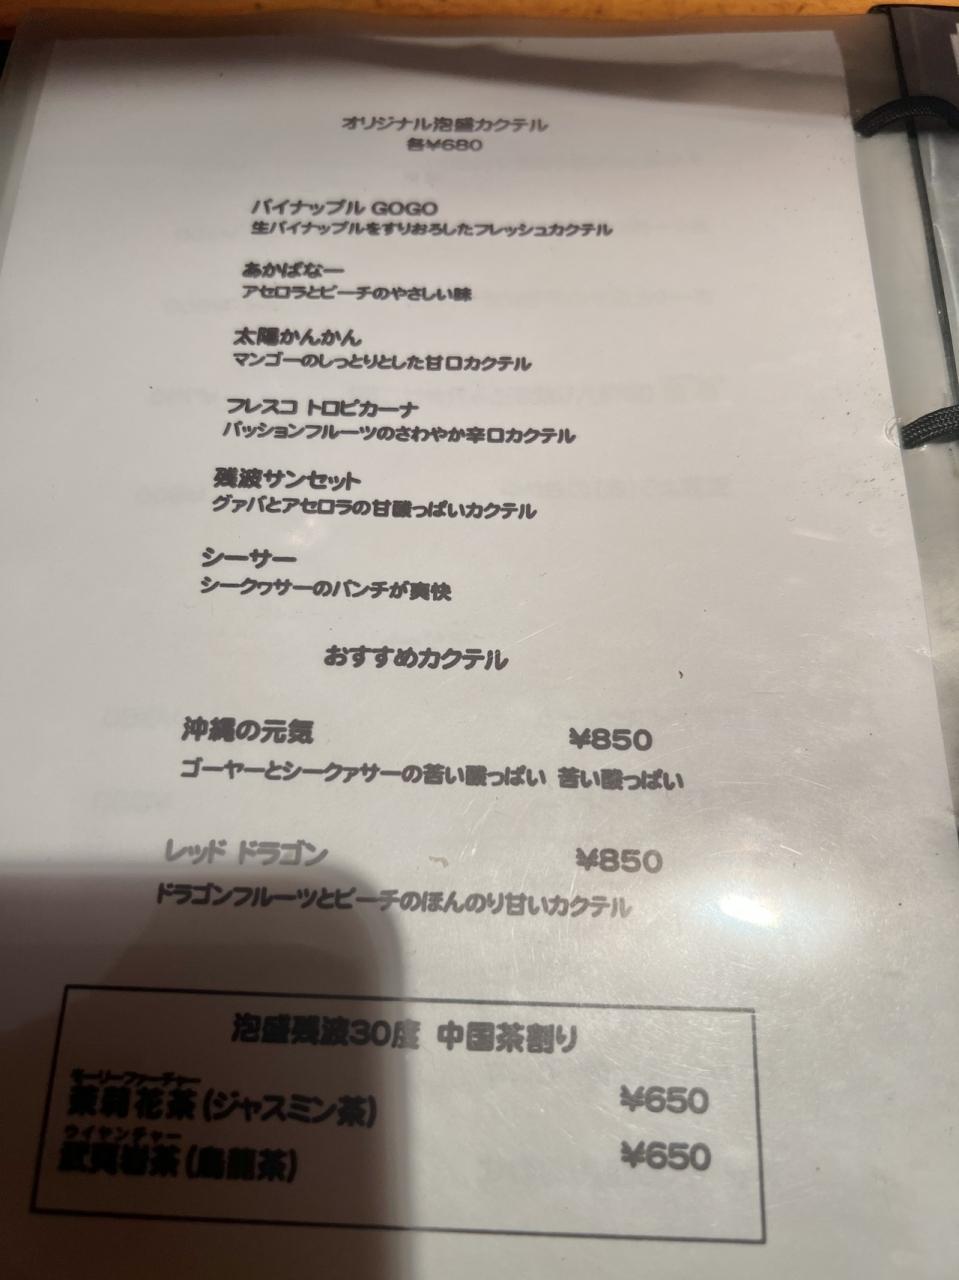 オリジナル泡盛カクテル
各¥680
パイナップル GOGO
生パイナップルをすりおろしたフレッシュカクテル
あかばなー
アセロラとピーチのやさしい味
太陽かんかん
マンゴーのしっとりとした甘口カクテル
フレスコ トロピカーナ
パッションフルーツのさわやか辛口カクテル
残波サンセット
グァバとアセロラの甘酸っぱいカクテル
シーサー
シークヮサーのパンチが爽快
おすすめカクテル
沖縄の元気 ¥850
ゴーヤーとシークァサーの苦い酸っぱい 苦い酸っぱい
レッド ドラゴン ¥850
ドラゴンフルーツとピーチのほんのり甘いカクテル
泡盛残波30度 中国茶割り
モーリーファーチャー
茉莉花茶(ジャスミン茶) ¥650
ウイヤンチャー
武夷岩茶(烏龍茶) ¥650